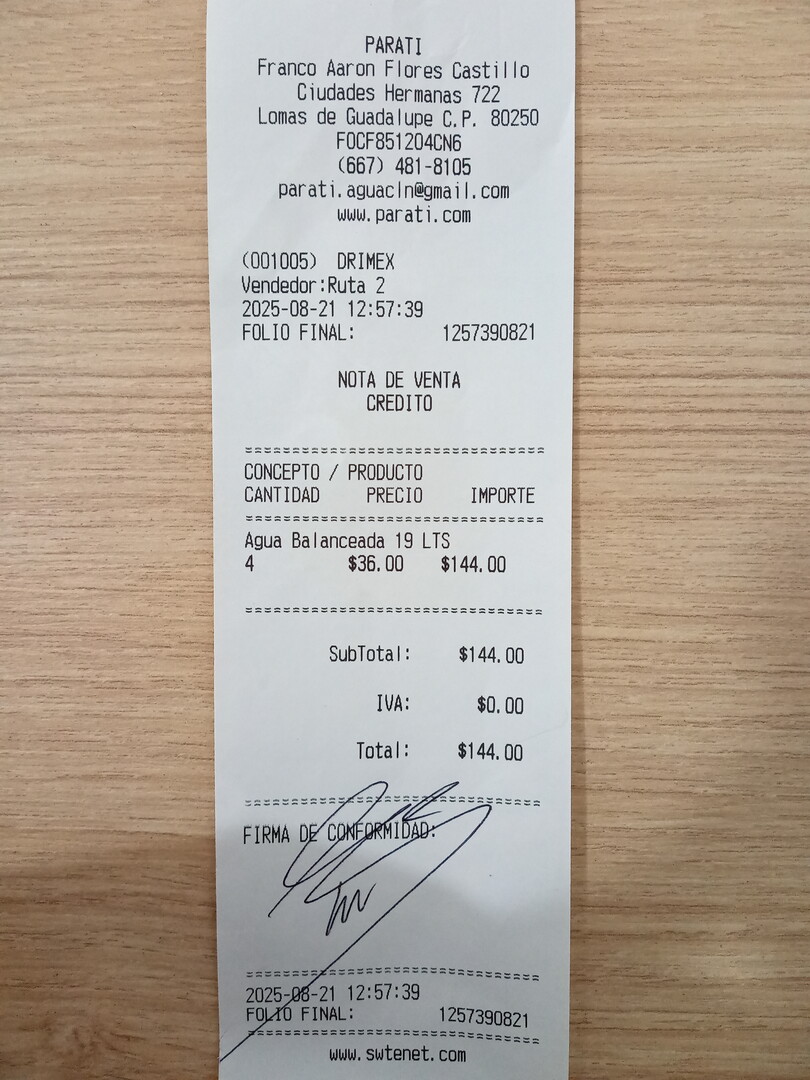 PARATI
Franco Aaron Flores Castillo
Ciudades Hermanas 722
Lomas de Guadalupe C.P. 80250
FOCF851204CN6
(667) 481-8105
parati.aguacln@gmail.com
www.parati.com
(001005) DRIMEX
Vendedor:Ruta 2
2025-08-21 12:57:39
FOLIO FINAL: 1257390821
NOTA DE VENTA
CREDITO
================================
CONCEPTO / PRODUCTO
CANTIDAD PRECIO IMPORTE
================================
Agua Balanceada 19 LTS
4 $36.00 $144.00
================================
SubTotal: $144.00
IVA: $0.00
Total: $144.00
================================
FIRMA DE CONFORMIDAD:
================================
2025-08-21 12:57:39
FOLIO FINAL: 1257390821
================================
www.swtenet.com